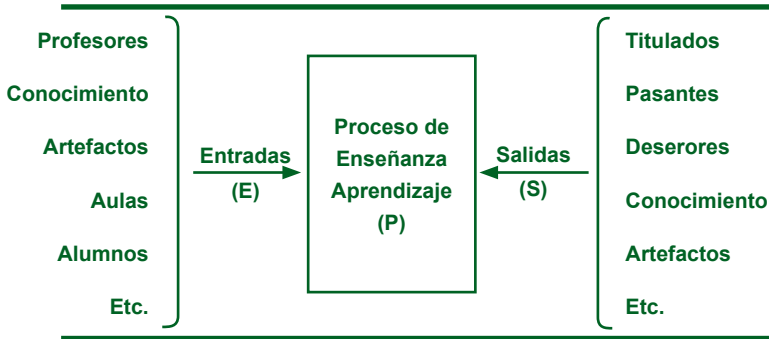 Profesores
Conocimiento
Artefactos
Aulas
Alumnos
Etc.
Entradas
(E)
Proceso de
Enseñanza
Aprendizaje
(P)
Salidas
(S)
Titulados
Pasantes
Deserores
Conocimiento
Artefactos
Etc.